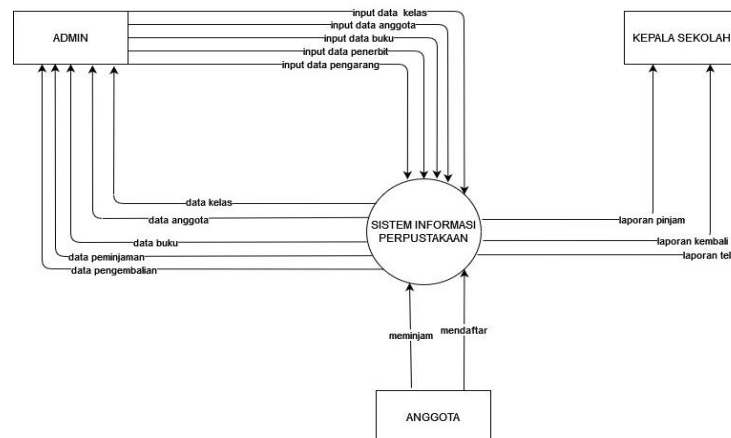 input data kelas
input data anggota
input data buku
input data penerbit
input data pengarang
ADMIN
KEPALA SEKOLAH
data kelas
data anggota
data buku
data peminjaman
data pengembalian
SISTEM INFORMASI
PERPUSTAKAAN
laporan pinjam
laporan kembali
laporan tel
meminjam
mendaftar
ANGGOTA